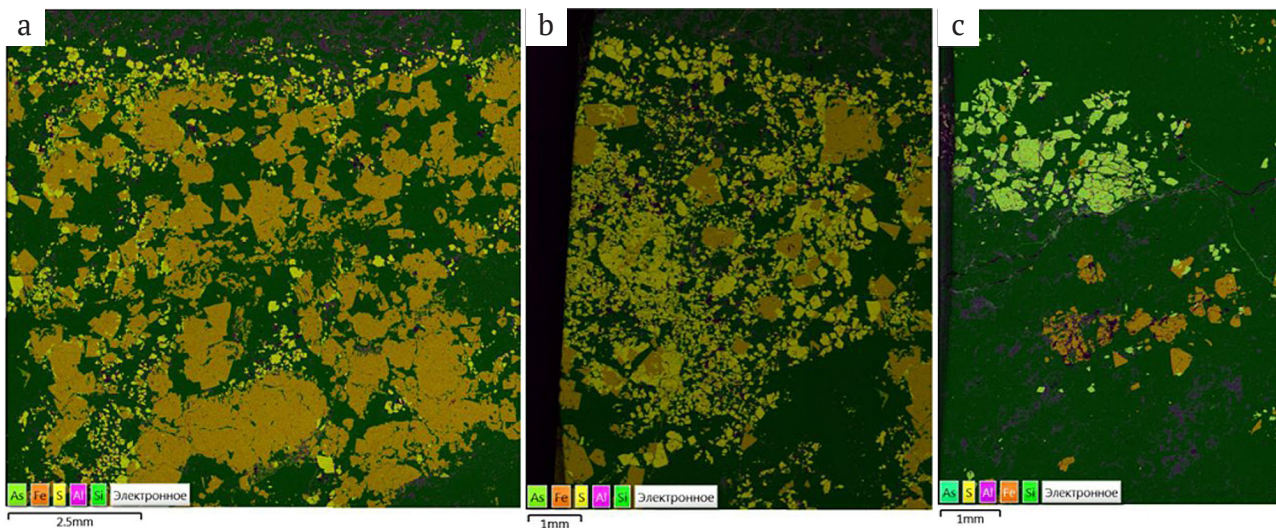 a
b
c
As Fe S Al Si Электронное
2.5mm
As Fe S Al Si Электронное
1mm
As S Al Fe Si Электронное
1mm